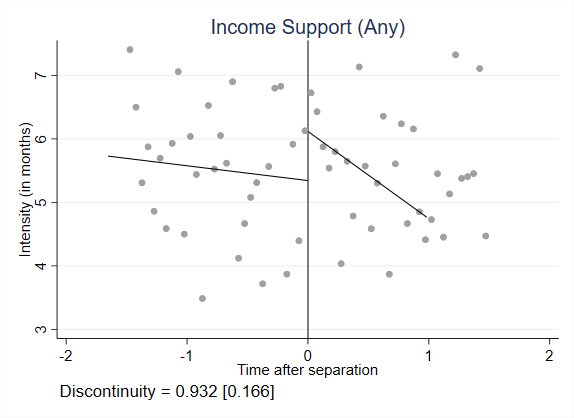 Income Support (Any)
Intensity (in months)
7
6
5
4
3
-2 -1 0 1 2
Time after separation
Discontinuity = 0.932 [0.166]